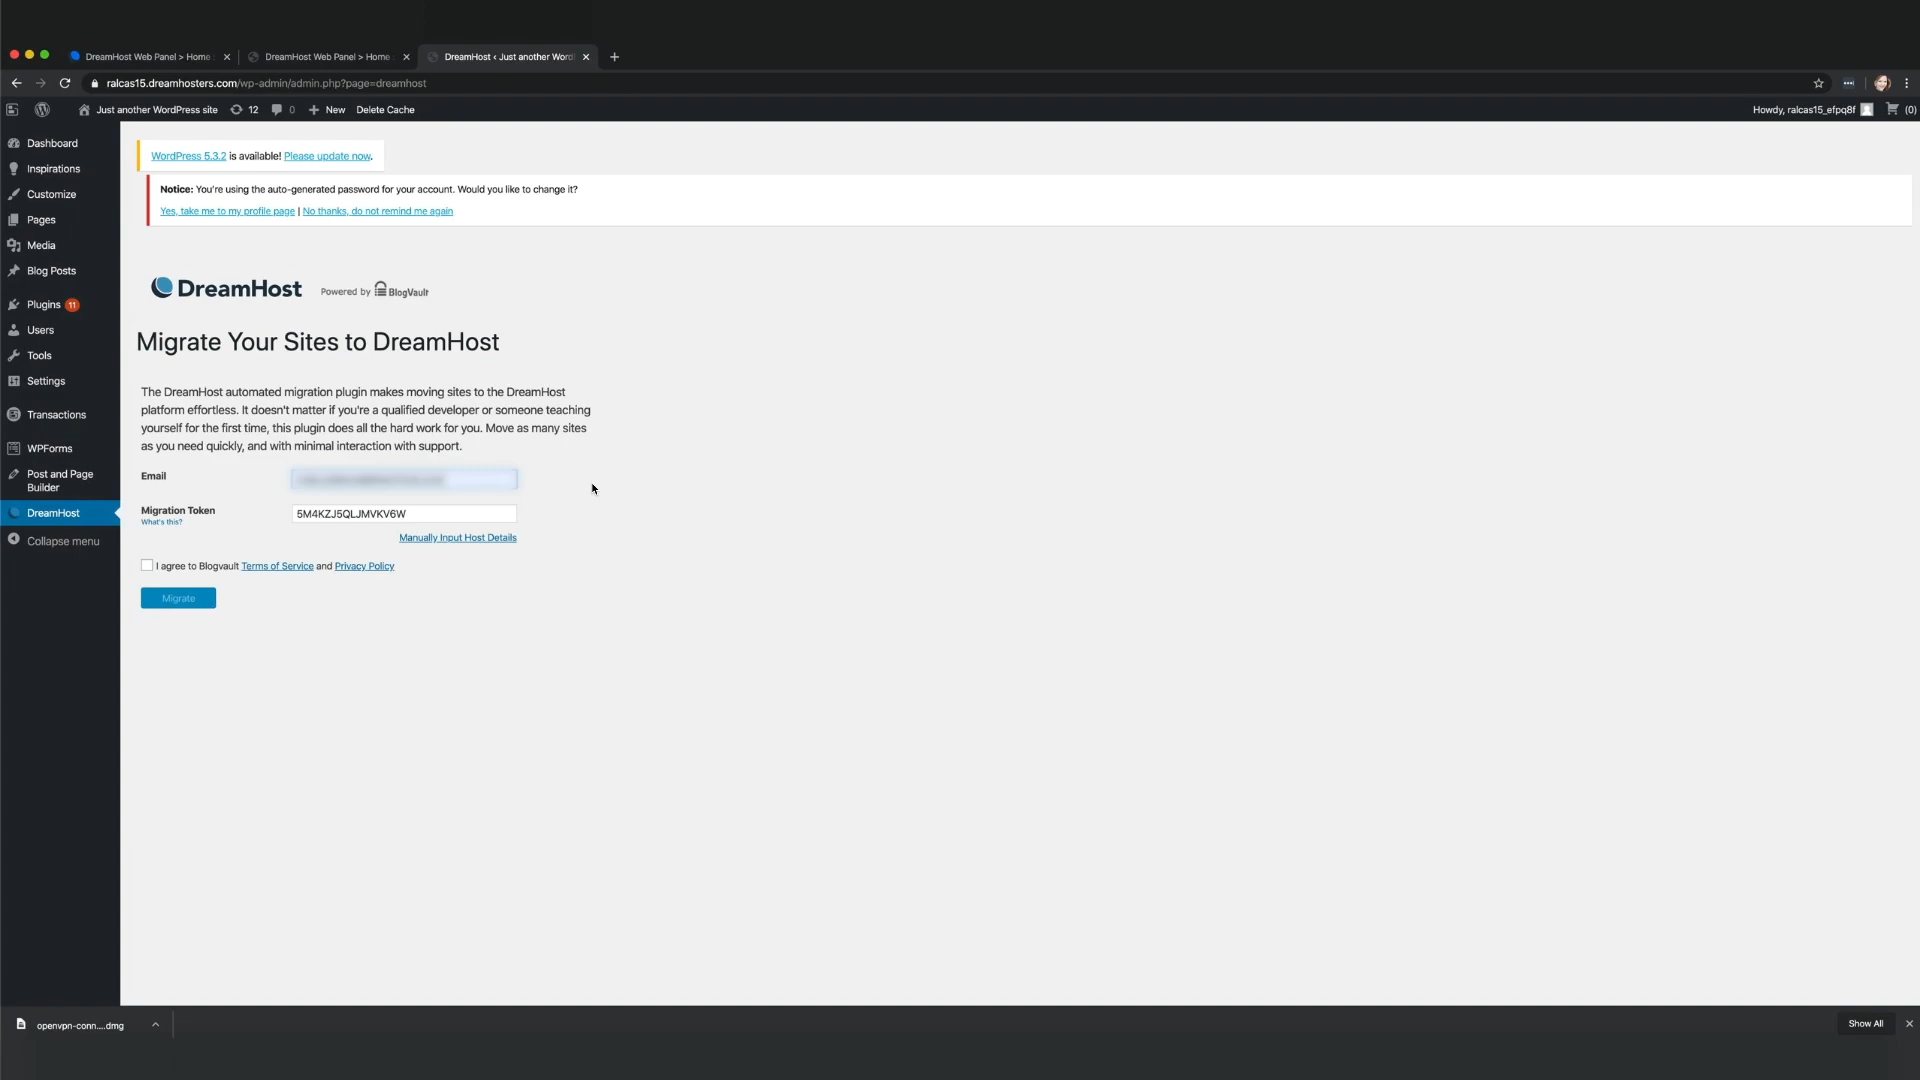 DreamHost Web Panel > Home
DreamHost Web Panel > Home
DreamHost ‹ Just another Word
ralcas15.dreamhosters.com/wp-admin/admin.php?page=dreamhost
Just another WordPress site
12
0
New
Delete Cache
Howdy, ralcas15_efpq8f
(0)
Dashboard
Inspirations
Customize
Pages
Media
Blog Posts
Plugins 11
Users
Tools
Settings
Transactions
WPForms
Post and Page
Builder
DreamHost
Collapse menu
WordPress 5.3.2 is available! Please update now.
Notice: You're using the auto-generated password for your account. Would you like to change it?
Yes, take me to my profile page | No thanks, do not remind me again
DreamHost Powered by BlogVault
Migrate Your Sites to DreamHost
The DreamHost automated migration plugin makes moving sites to the DreamHost
platform effortless. It doesn't matter if you're a qualified developer or someone teaching
yourself for the first time, this plugin does all the hard work for you. Move as many sites
as you need quickly, and with minimal interaction with support.
Email
Migration Token
What's this?
5M4KZJ5QLJMVKV6W
Manually Input Host Details
I agree to Blogvault Terms of Service and Privacy Policy
Migrate
openvpn-conn....dmg
Show All